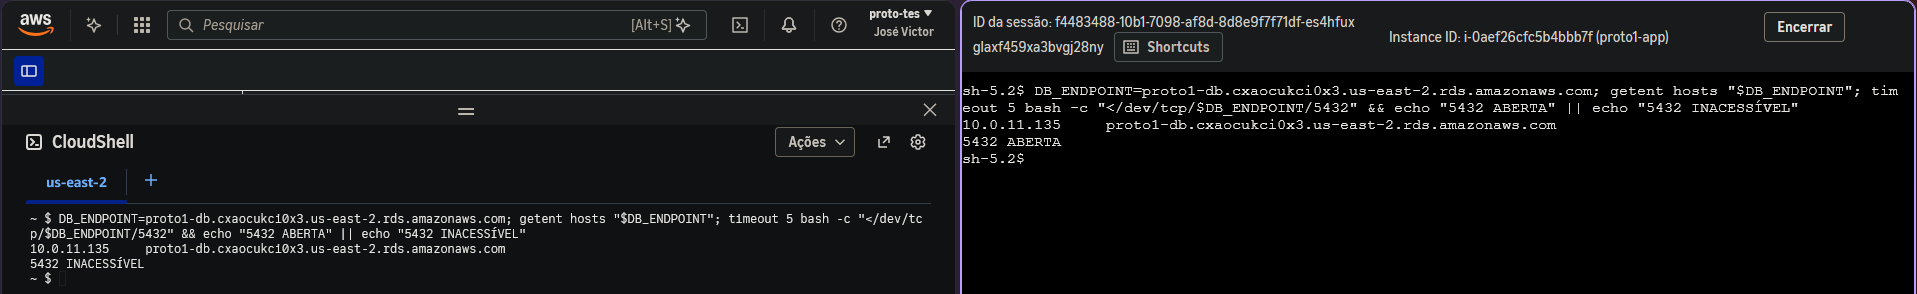 aws
Pesquisar
[Alt+S]
proto-tes ▼
José Victor
CloudShell
Ações
us-east-2
+
~ $ DB_ENDPOINT=proto1-db.cxaocukci0x3.us-east-2.rds.amazonaws.com; getent hosts "$DB_ENDPOINT"; timeout 5 bash -c "</dev/tc
p/$DB_ENDPOINT/5432" && echo "5432 ABERTA" || echo "5432 INACESSÍVEL"
10.0.11.135     proto1-db.cxaocukci0x3.us-east-2.rds.amazonaws.com
5432 INACESSÍVEL
~ $
ID da sessão: f4483488-10b1-7098-af8d-8d8e9f7f71df-es4hfux
glaxf459xa3bvgj28ny
Shortcuts
Instance ID: i-0aef26cfc5b4bbb7f (proto1-app)
Encerrar
sh-5.2$ DB_ENDPOINT=proto1-db.cxaocukci0x3.us-east-2.rds.amazonaws.com; getent hosts "$DB_ENDPOINT"; tim
eout 5 bash -c "</dev/tcp/$DB_ENDPOINT/5432" && echo "5432 ABERTA" || echo "5432 INACESSÍVEL"
10.0.11.135     proto1-db.cxaocukci0x3.us-east-2.rds.amazonaws.com
5432 ABERTA
sh-5.2$